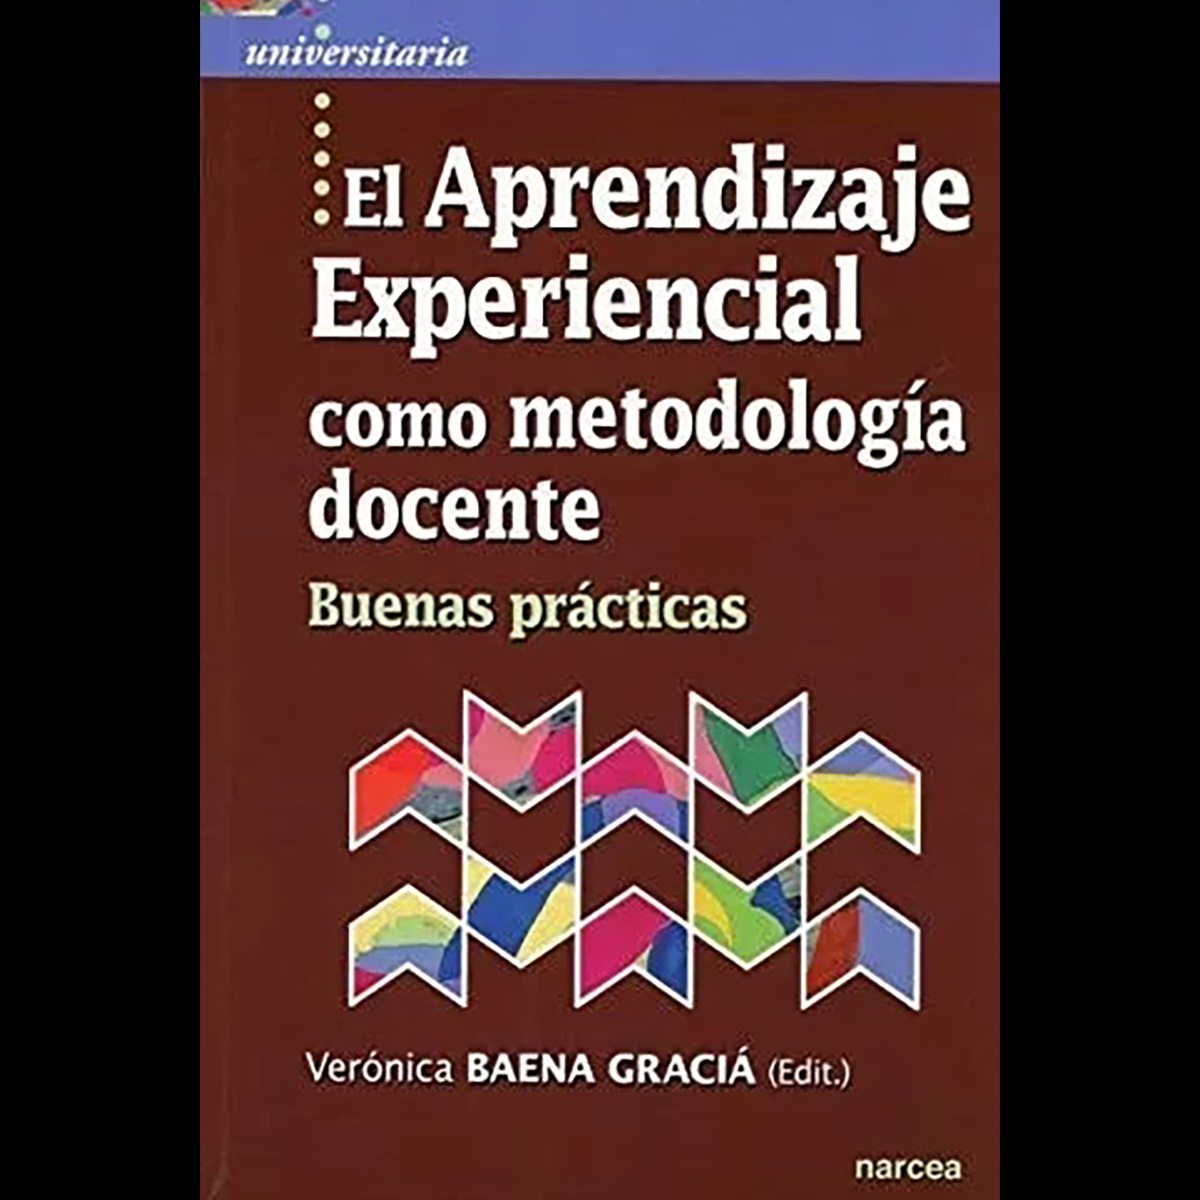 universitaria
El Aprendizaje
Experiencial
como metodología
docente
Buenas prácticas
Verónica BAENA GRACIÁ (Edit.)
narcea